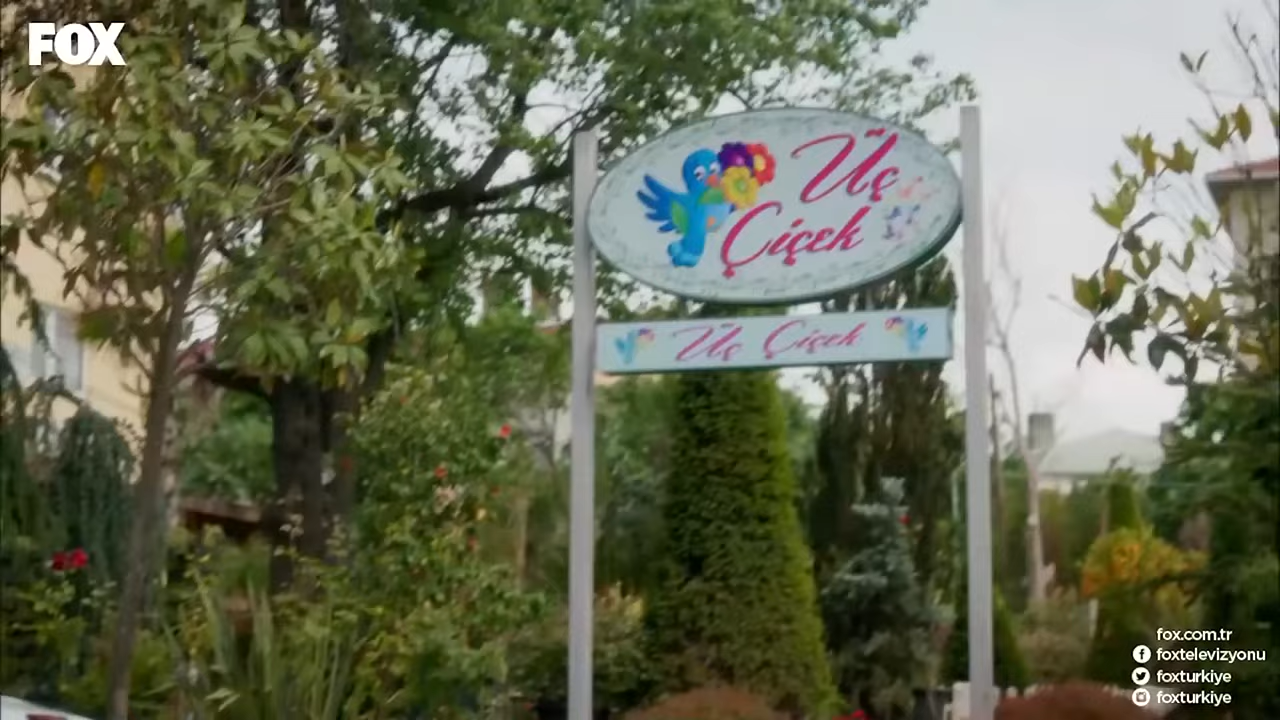 FOX
Üç
Çiçek
Üç Çiçek
fox.com.tr
foxtelevizyonu
foxturkiye
foxturkiye